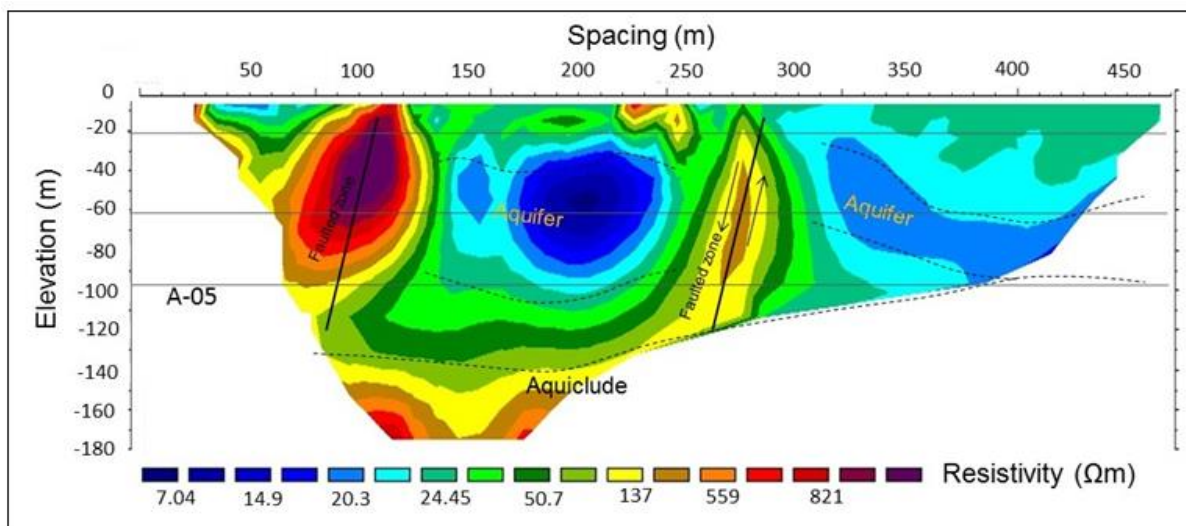 Spacing (m)
50 100 150 200 250 300 350 400 450
Elevation (m)
0
-20
-40
-60
-80
-100
-120
-140
-160
-180
Faulted zone
Aquifer
Faulted zone
Aquifer
A-05
Aquiclude
7.04 14.9 20.3 24.45 50.7 137 559 821
Resistivity (Ωm)